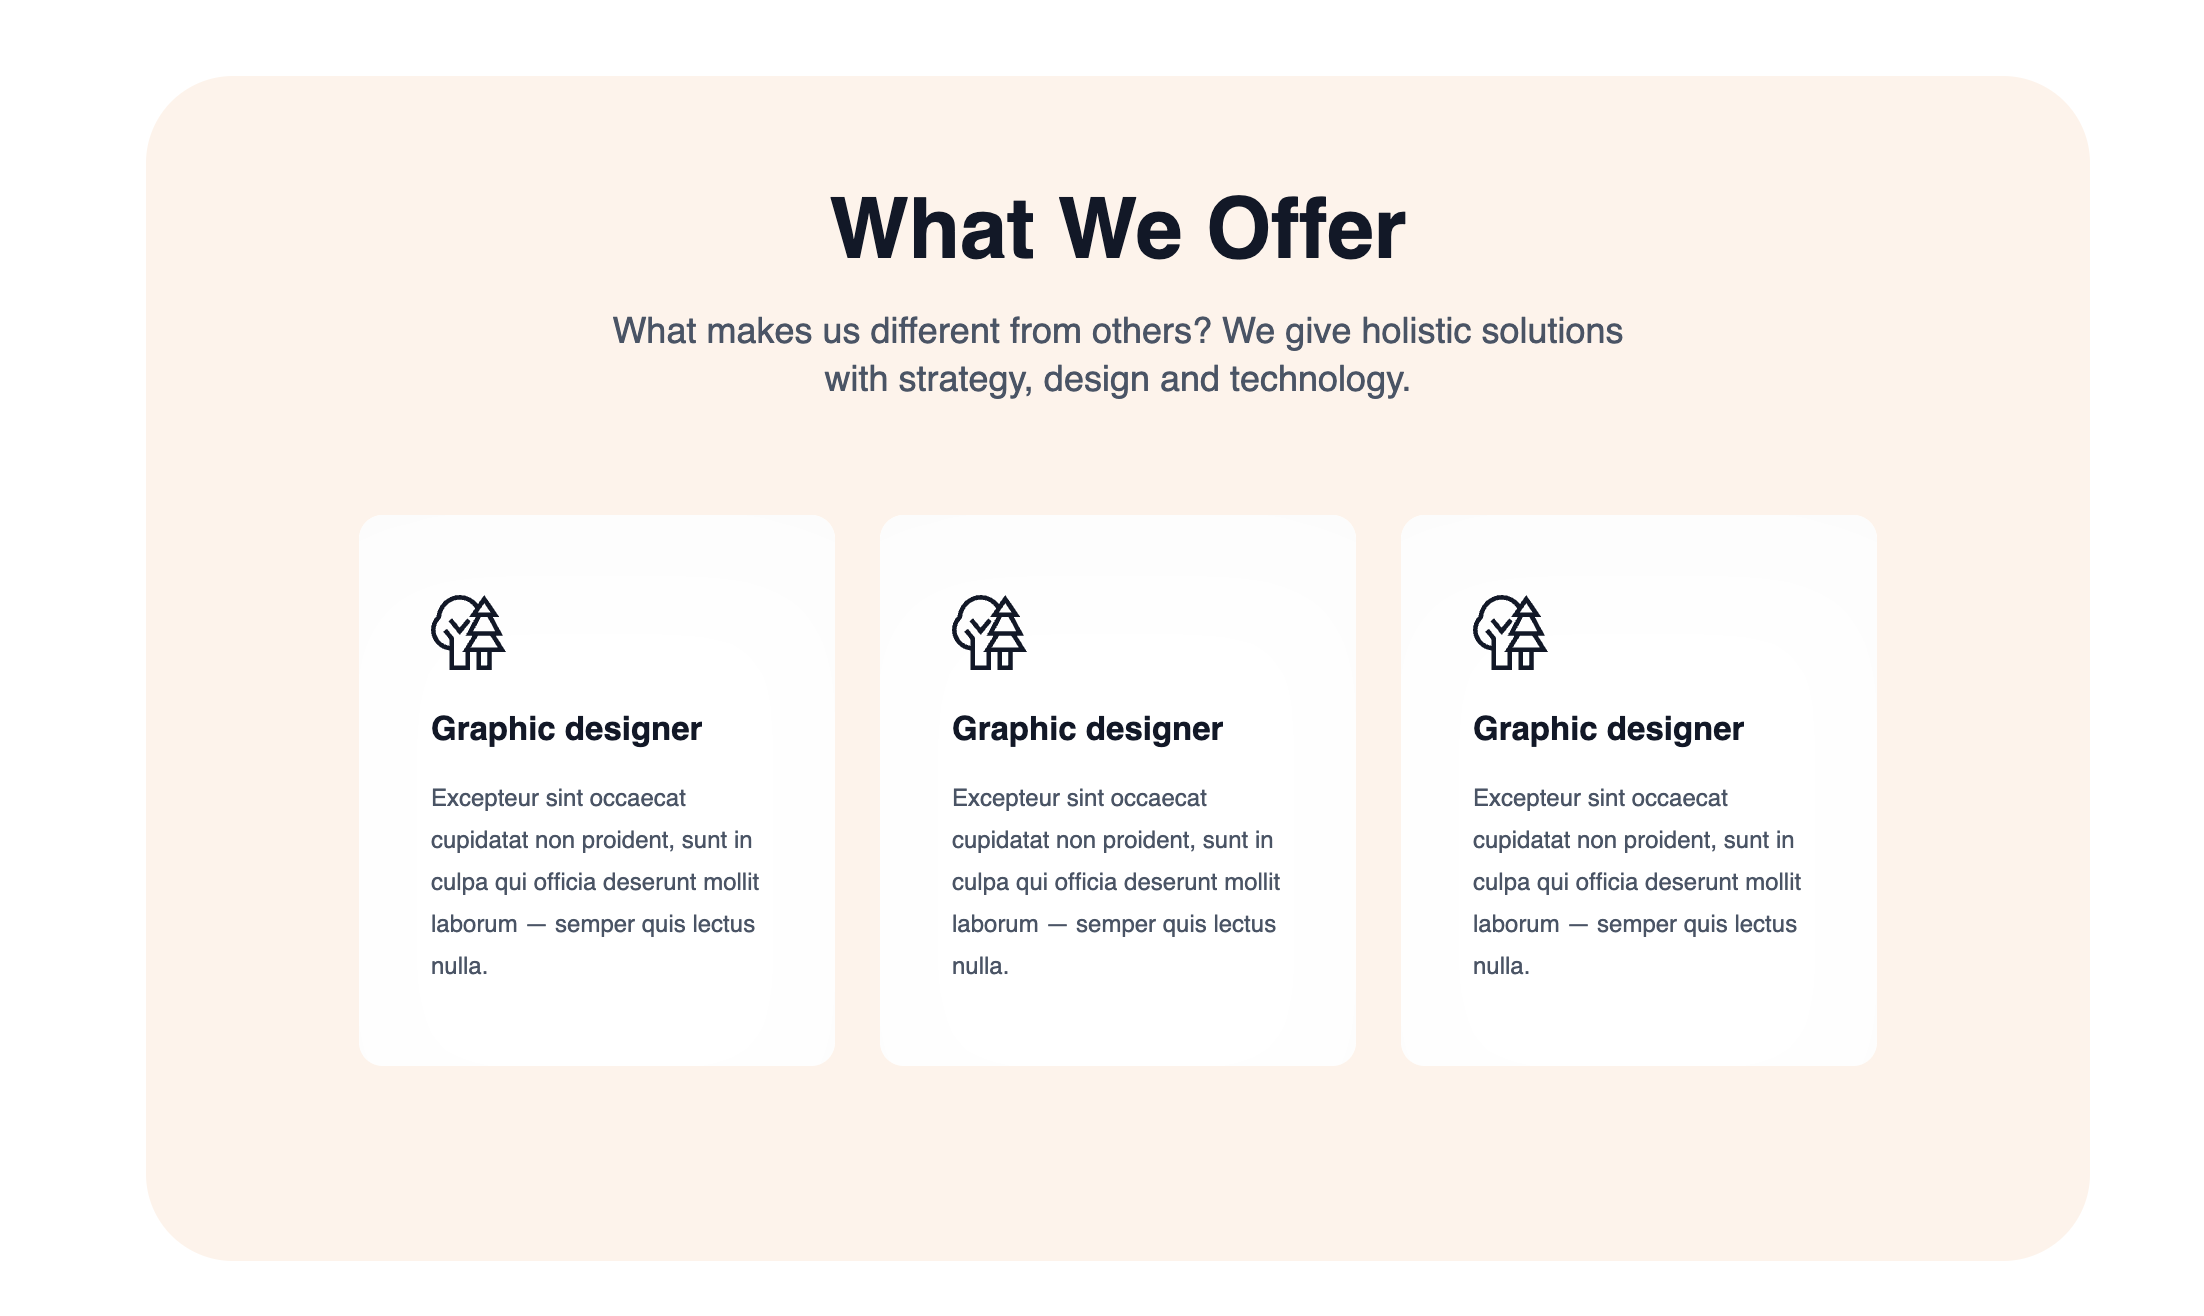 What We Offer
What makes us different from others? We give holistic solutions
with strategy, design and technology.
Graphic designer
Excepteur sint occaecat
cupidatat non proident, sunt in
culpa qui officia deserunt mollit
laborum — semper quis lectus
nulla.
Graphic designer
Excepteur sint occaecat
cupidatat non proident, sunt in
culpa qui officia deserunt mollit
laborum — semper quis lectus
nulla.
Graphic designer
Excepteur sint occaecat
cupidatat non proident, sunt in
culpa qui officia deserunt mollit
laborum — semper quis lectus
nulla.